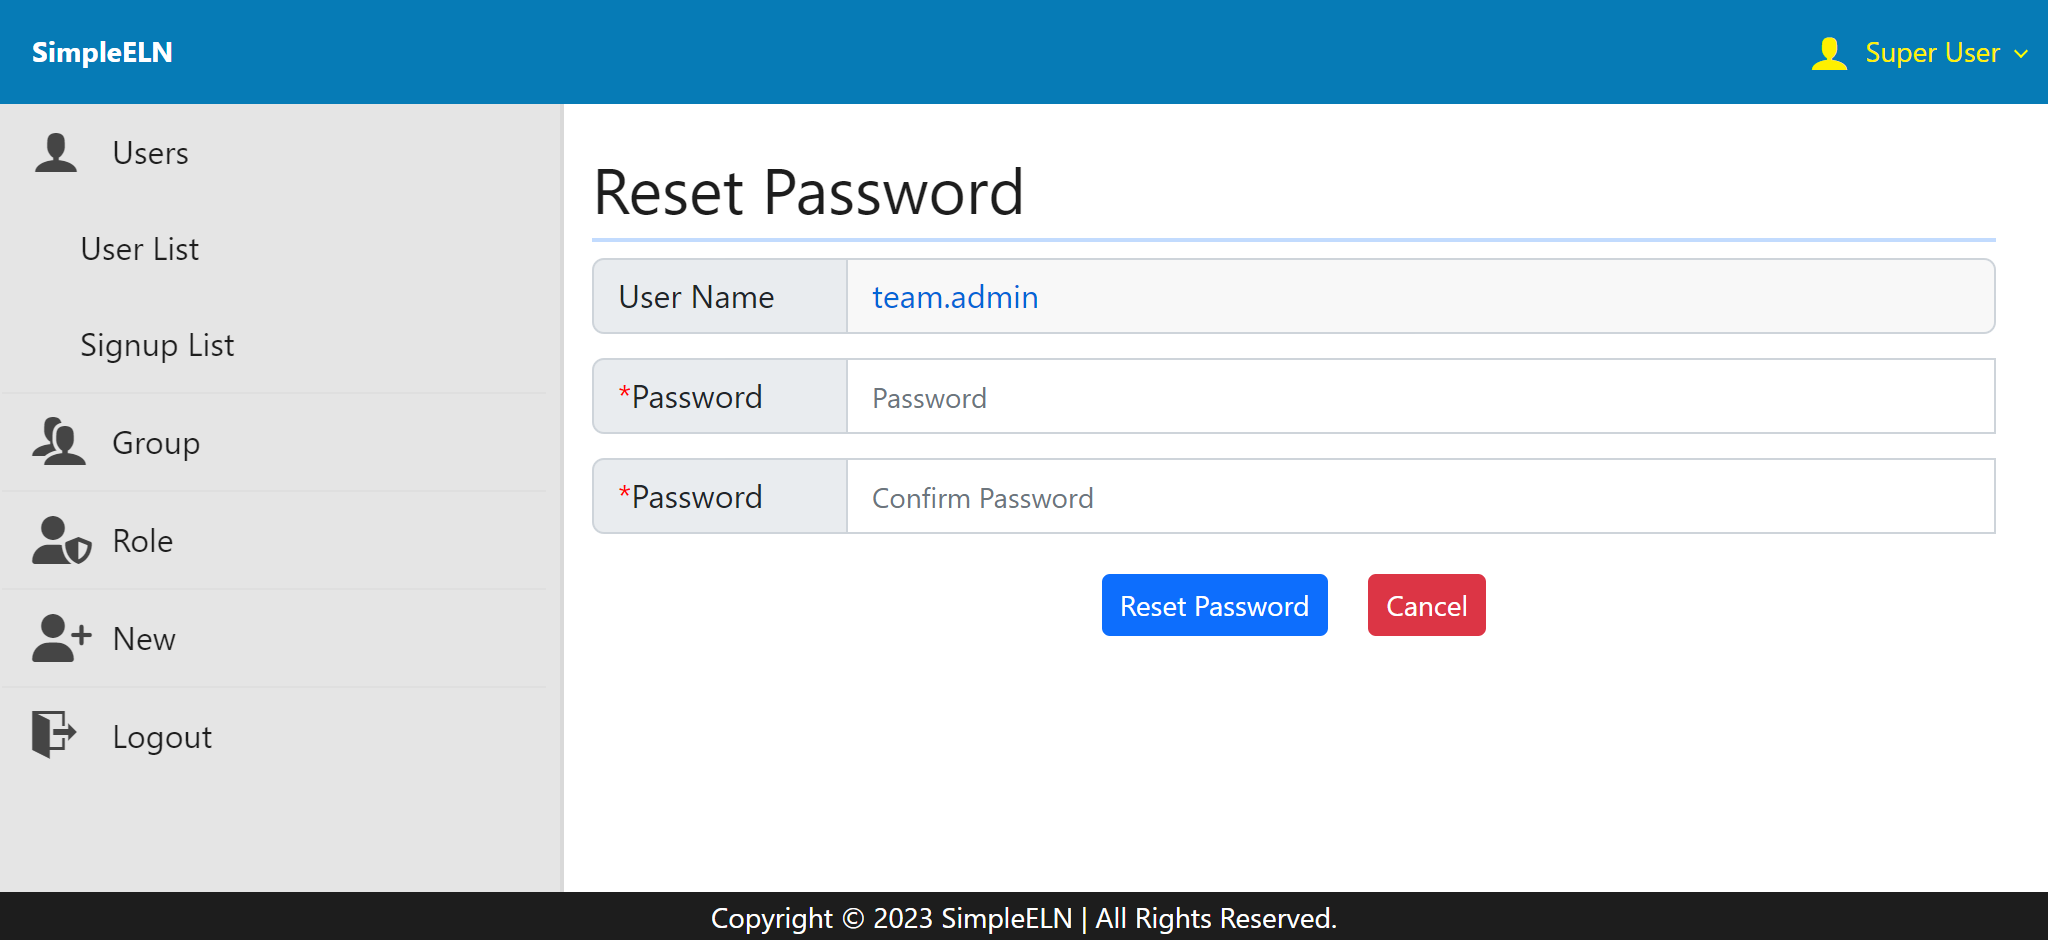 SimpleELN
Super User
Users
User List
Signup List
Group
Role
New
Logout
Reset Password
User Name
team.admin
*Password
Password
*Password
Confirm Password
Reset Password
Cancel
Copyright © 2023 SimpleELN | All Rights Reserved.